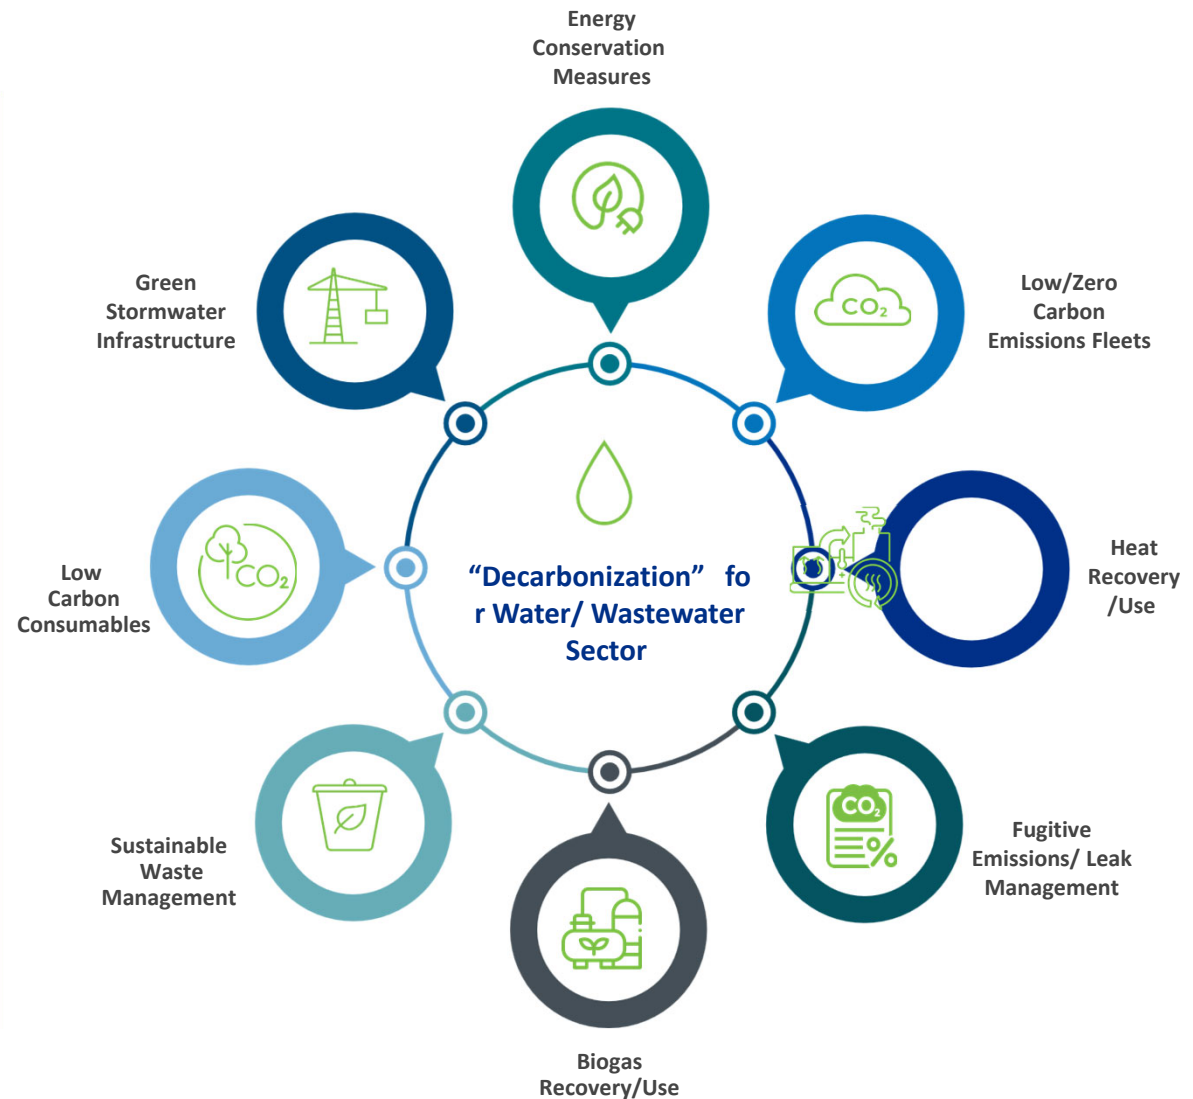 Energy
Conservation
Measures
Low/Zero
Carbon
Emissions Fleets
CO2
Heat
Recovery
/Use
Fugitive
Emissions/ Leak
Management
CO2
%
Biogas
Recovery/Use
Sustainable
Waste
Management
Low
Carbon
Consumables
CO2
Green
Stormwater
Infrastructure
“Decarbonization” fo
r Water/ Wastewater
Sector